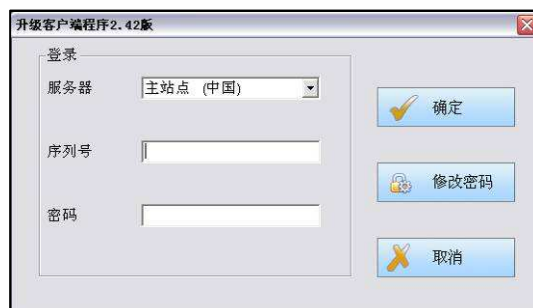 升级客户端程序2.42版
登录
服务器
主站点 (中国)
确定
序列号
修改密码
密码
取消